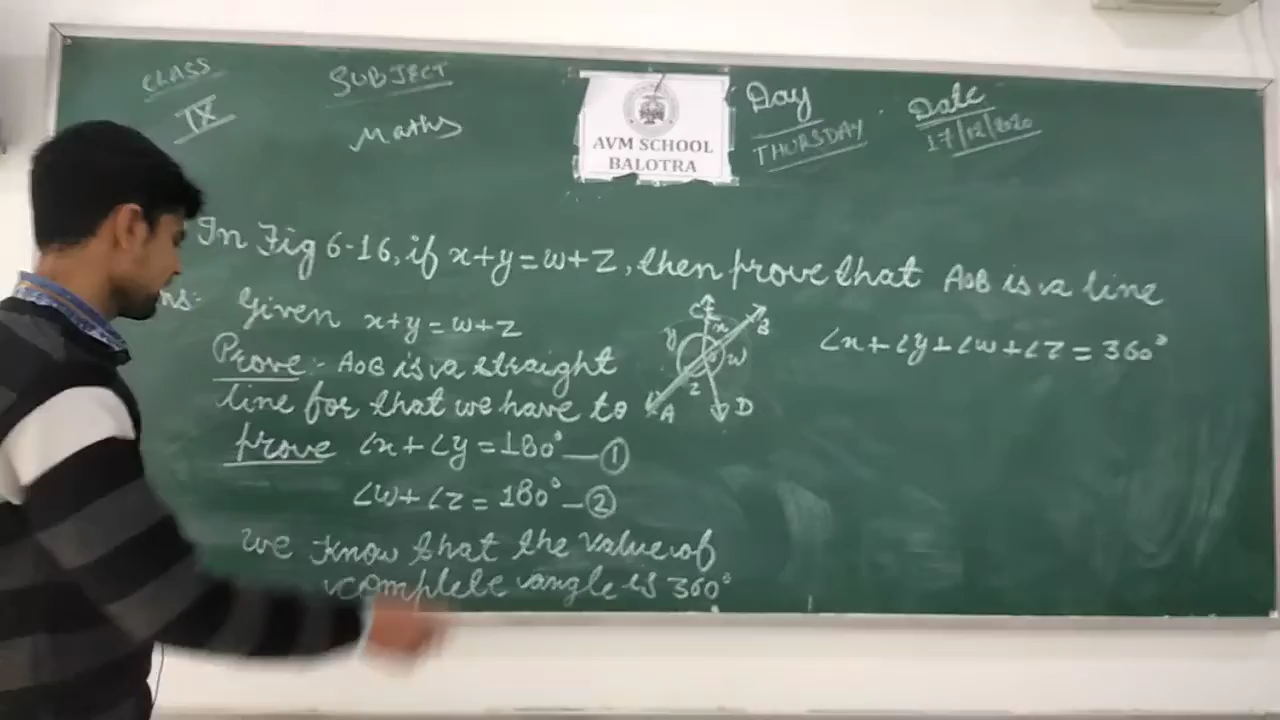 CLASS
IX
SUBJECT
Maths
AVM SCHOOL
BALOTRA
Day
THURSDAY
Date
17/12/2020
In Fig 6-16, if x+y=w+z, then prove that AOB is a line
ns: Given x+y=w+z
Prove:- AOB is a straight
line for that we have to
prove ∠x+∠y=180° — ①
∠w+∠z=180° — ②
we know that the value of
complete angle is 360°
C
x
B
y
w
z
A
D
∠x+∠y+∠w+∠z=360°